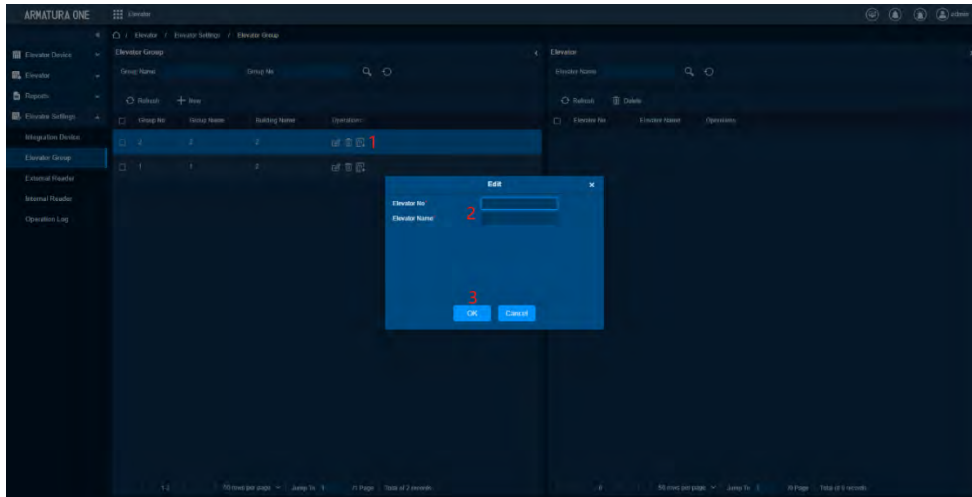 ARMATURA ONE
Elevator
admin
/ Elevator / Elevator Settings / Elevator Group
Elevator Device
Elevator
Reports
Elevator Settings
Integration Device
Elevator Group
External Reader
Internal Reader
Operation Log
Elevator Group
Group Name
Group No
Refresh
New
Group No
Group Name
Building Name
Operations
2
2
2
1
1
1
2
Elevator
Elevator Name
Refresh
Delete
Elevator No
Elevator Name
Operations
Edit
Elevator No
Elevator Name
2
3
OK
Cancel
50 rows per page
Jump To
Page
Total of 2 records
50 rows per page
Jump To
Page
Total of 0 records